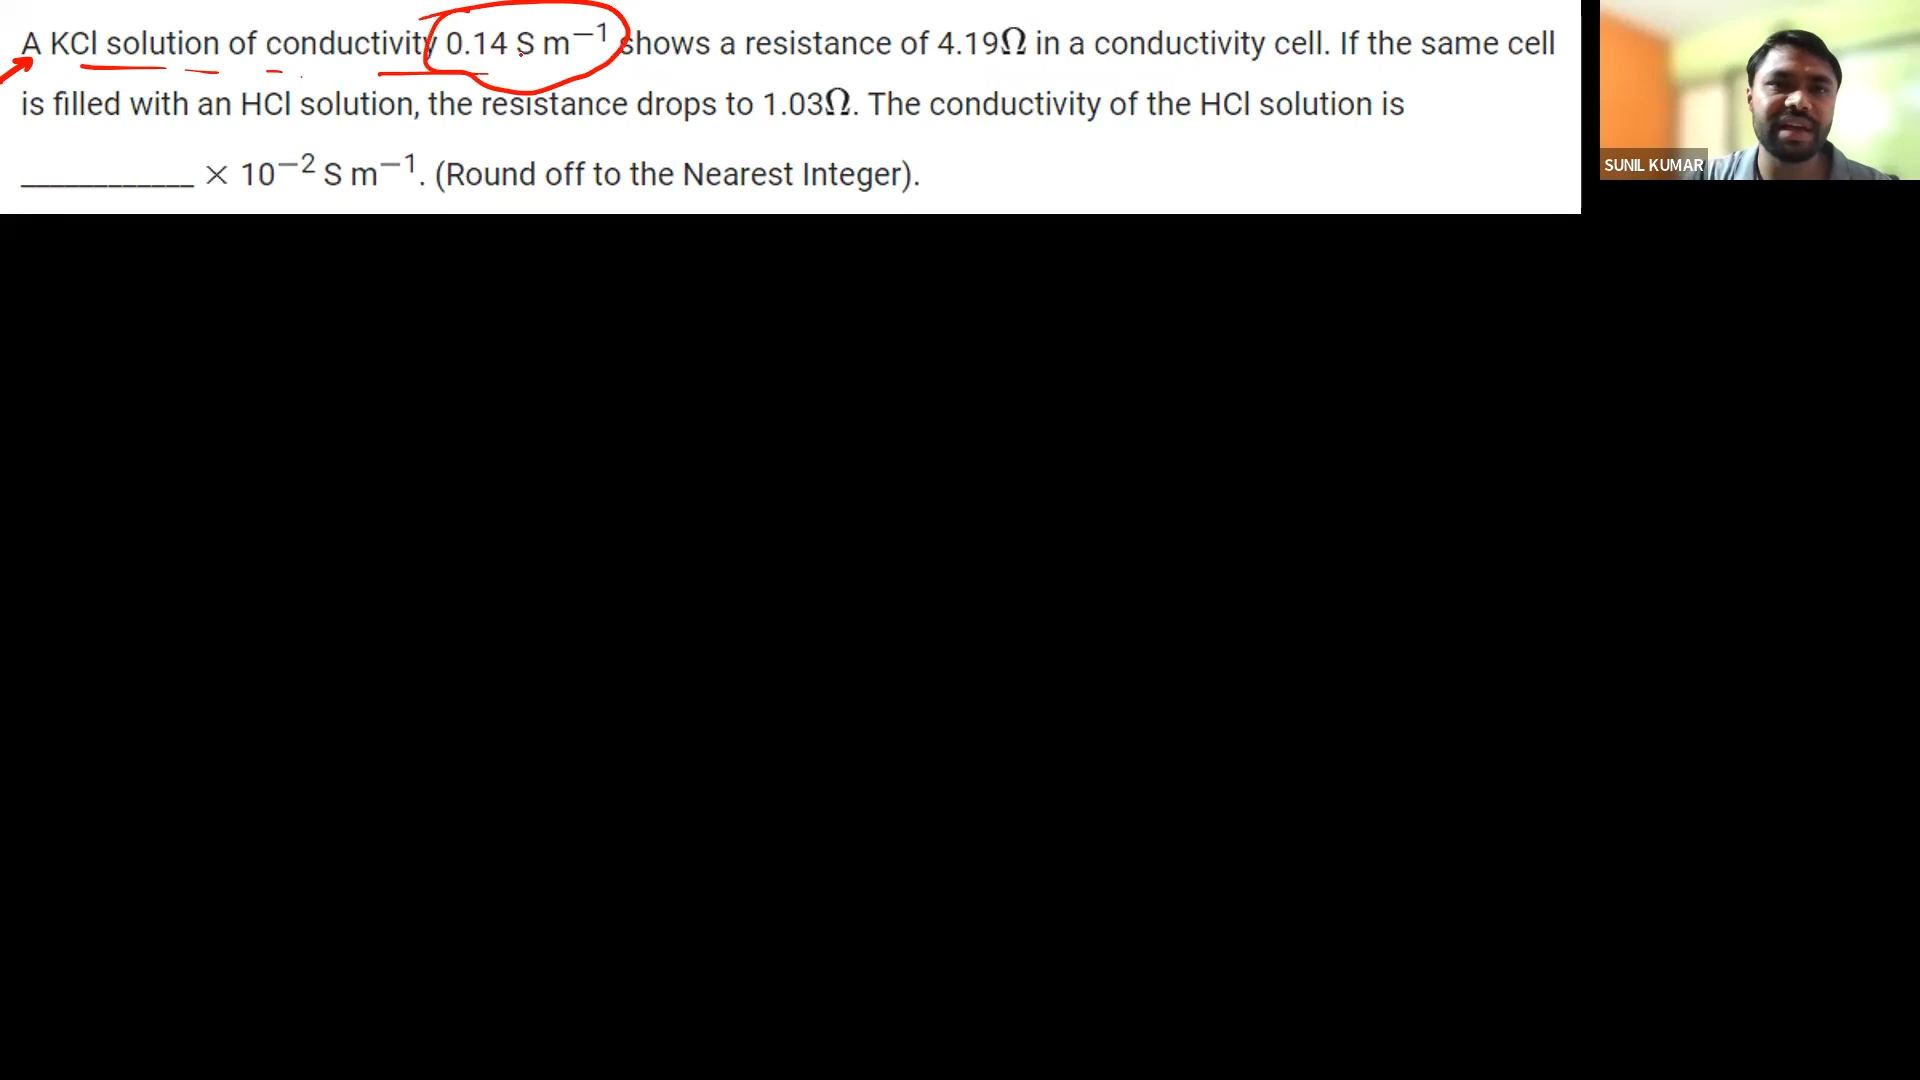 A KCl solution of conductivity 0.14 S m⁻¹ shows a resistance of 4.19Ω in a conductivity cell. If the same cell
is filled with an HCl solution, the resistance drops to 1.03Ω. The conductivity of the HCl solution is
____________ × 10⁻² S m⁻¹. (Round off to the Nearest Integer).
SUNIL KUMAR